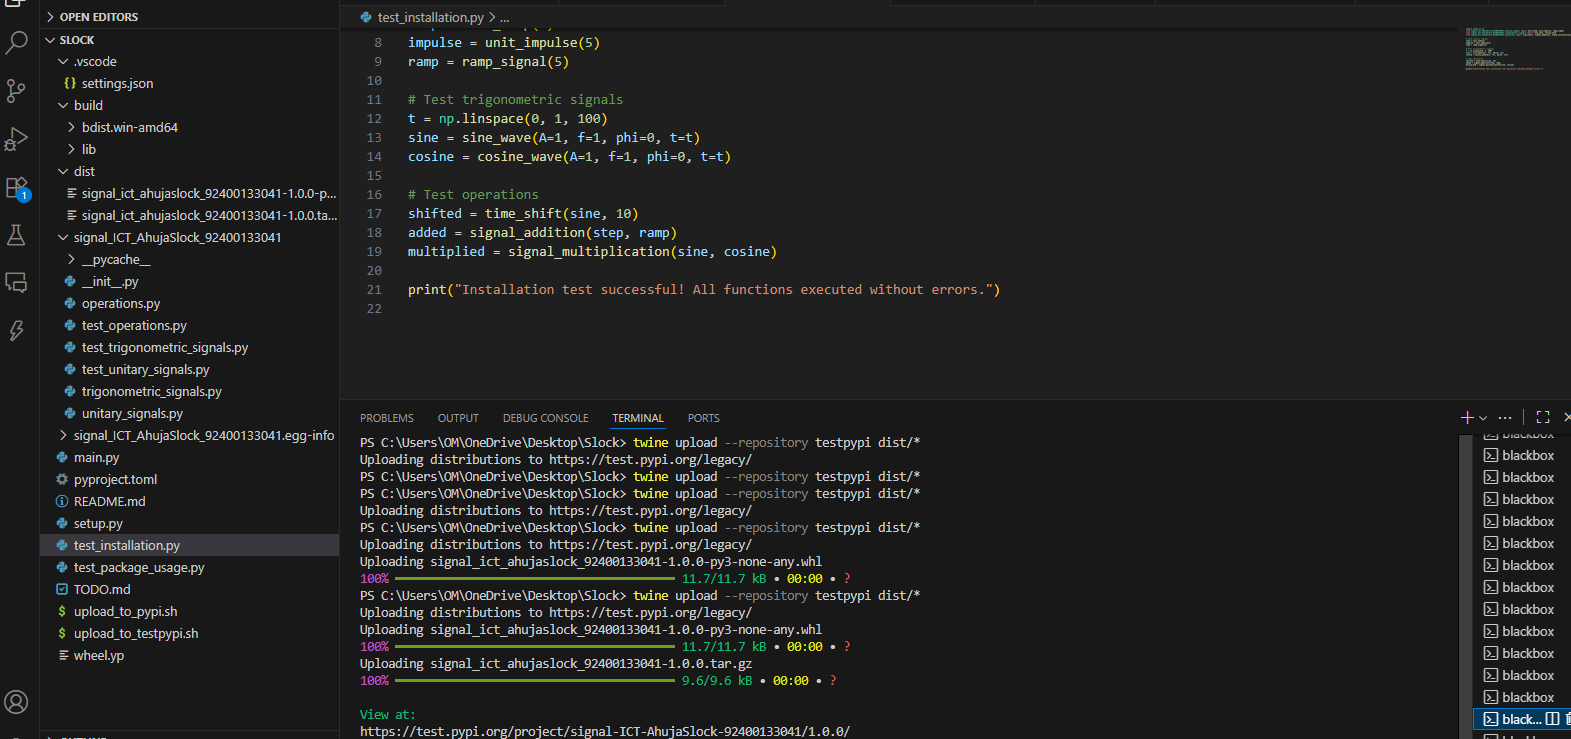 OPEN EDITORS
SLOCK
.vscode
{} settings.json
build
bdist.win-amd64
lib
dist
signal_ict_ahujaslock_92400133041-1.0.0-p...
signal_ict_ahujaslock_92400133041-1.0.0.ta...
signal_ICT_AhujaSlock_92400133041
__pycache__
__init__.py
operations.py
test_operations.py
test_trigonometric_signals.py
test_unitary_signals.py
trigonometric_signals.py
unitary_signals.py
signal_ICT_AhujaSlock_92400133041.egg-info
main.py
pyproject.toml
README.md
setup.py
test_installation.py
test_package_usage.py
TODO.md
$ upload_to_pypi.sh
$ upload_to_testpypi.sh
wheel.yp
1
test_installation.py > ...
8 impulse = unit_impulse(5)
9 ramp = ramp_signal(5)
10
11 # Test trigonometric signals
12 t = np.linspace(0, 1, 100)
13 sine = sine_wave(A=1, f=1, phi=0, t=t)
14 cosine = cosine_wave(A=1, f=1, phi=0, t=t)
15
16 # Test operations
17 shifted = time_shift(sine, 10)
18 added = signal_addition(step, ramp)
19 multiplied = signal_multiplication(sine, cosine)
20
21 print("Installation test successful! All functions executed without errors.")
22
PROBLEMS OUTPUT DEBUG CONSOLE TERMINAL PORTS
PS C:\Users\OM\OneDrive\Desktop\Slock> twine upload --repository testpypi dist/*
Uploading distributions to https://test.pypi.org/legacy/
PS C:\Users\OM\OneDrive\Desktop\Slock> twine upload --repository testpypi dist/*
PS C:\Users\OM\OneDrive\Desktop\Slock> twine upload --repository testpypi dist/*
Uploading distributions to https://test.pypi.org/legacy/
PS C:\Users\OM\OneDrive\Desktop\Slock> twine upload --repository testpypi dist/*
Uploading distributions to https://test.pypi.org/legacy/
Uploading signal_ict_ahujaslock_92400133041-1.0.0-py3-none-any.whl
100% 11.7/11.7 kB • 00:00 • ?
PS C:\Users\OM\OneDrive\Desktop\Slock> twine upload --repository testpypi dist/*
Uploading distributions to https://test.pypi.org/legacy/
Uploading signal_ict_ahujaslock_92400133041-1.0.0-py3-none-any.whl
100% 11.7/11.7 kB • 00:00 • ?
Uploading signal_ict_ahujaslock_92400133041-1.0.0.tar.gz
100% 9.6/9.6 kB • 00:00 • ?
View at:
https://test.pypi.org/project/signal-ICT-AhujaSlock-92400133041/1.0.0/
blackbox
blackbox
blackbox
blackbox
blackbox
blackbox
blackbox
blackbox
blackbox
blackbox
blackbox
blackbox
blackbox
black...